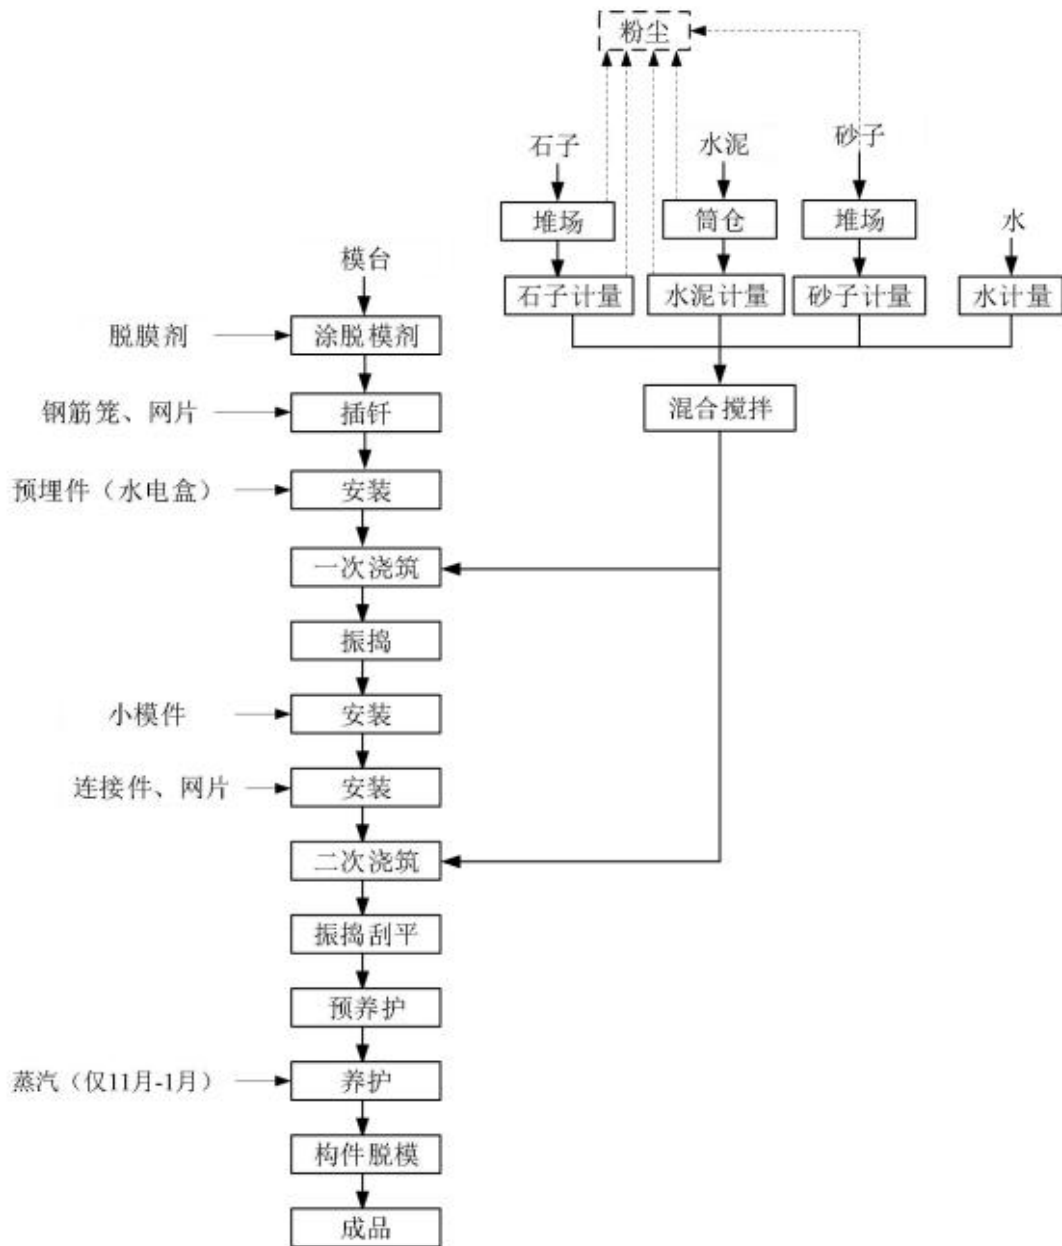 粉尘
石子
水泥
砂子
堆场
筒仓
堆场
水
模台
石子计量
水泥计量
砂子计量
水计量
脱膜剂
涂脱模剂
钢筋笼、网片
插钎
混合搅拌
预埋件（水电盒）
安装
一次浇筑
振捣
小模件
安装
连接件、网片
安装
二次浇筑
振捣刮平
预养护
蒸汽（仅11月-1月）
养护
构件脱模
成品